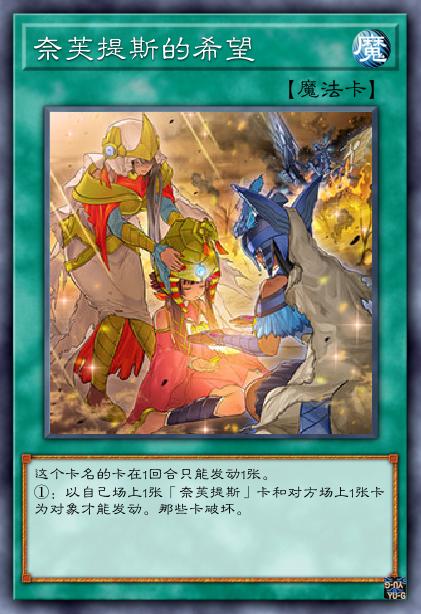 奈芙提斯的希望
魔
【魔法卡】
这个卡名的卡在1回合只能发动1张。
①：以自己场上1张「奈芙提斯」卡和对方场上1张卡
为对象才能发动。那些卡破坏。
YU-G